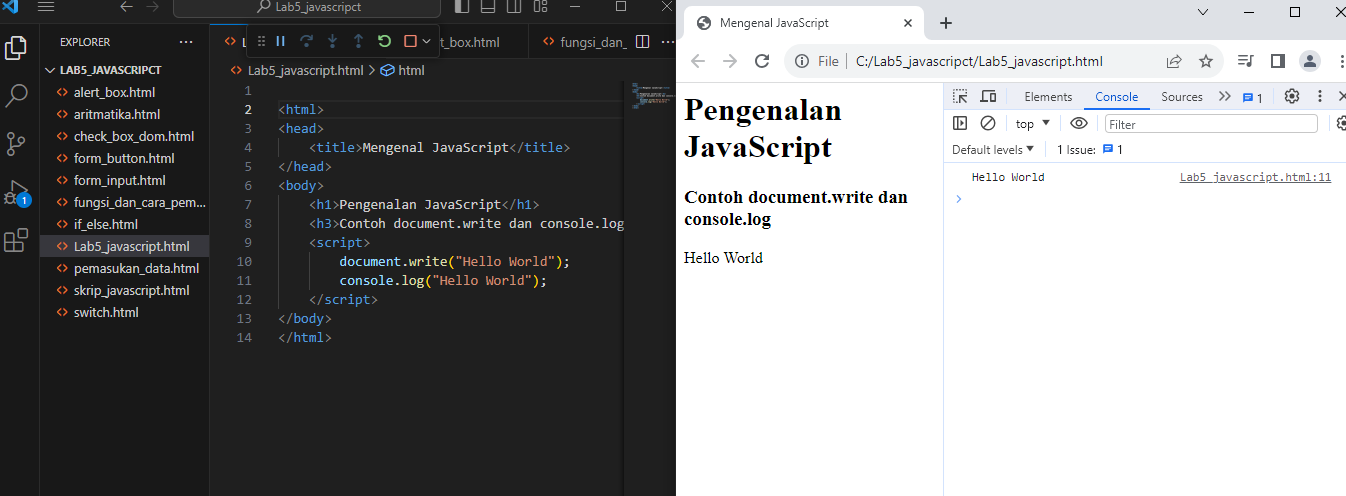 Lab5_javasciprct
EXPLORER
LAB5_JAVASCIRPCT
alert_box.html
aritmatika.html
check_box_dom.html
form_button.html
form_input.html
fungsi_dan_cara_pem...
if_else.html
Lab5_javascript.html
pemasukan_data.html
skrip_javascript.html
switch.html
1
t_box.html
fungsi_dan_
Lab5_javascript.html > html
1
2 <html>
3 <head>
4 <title>Mengenal JavaScript</title>
5 </head>
6 <body>
7 <h1>Pengenalan JavaScript</h1>
8 <h3>Contoh document.write dan console.log
9 <script>
10 document.write("Hello World");
11 console.log("Hello World");
12 </script>
13 </body>
14 </html>
Mengenal JavaScript
File C:/Lab5_javasciprct/Lab5_javascript.html
Pengenalan
JavaScript
Contoh document.write dan
console.log
Hello World
Elements Console Sources 1
top Filter
Default levels 1 Issue: 1
Hello World Lab5_javascript.html:11